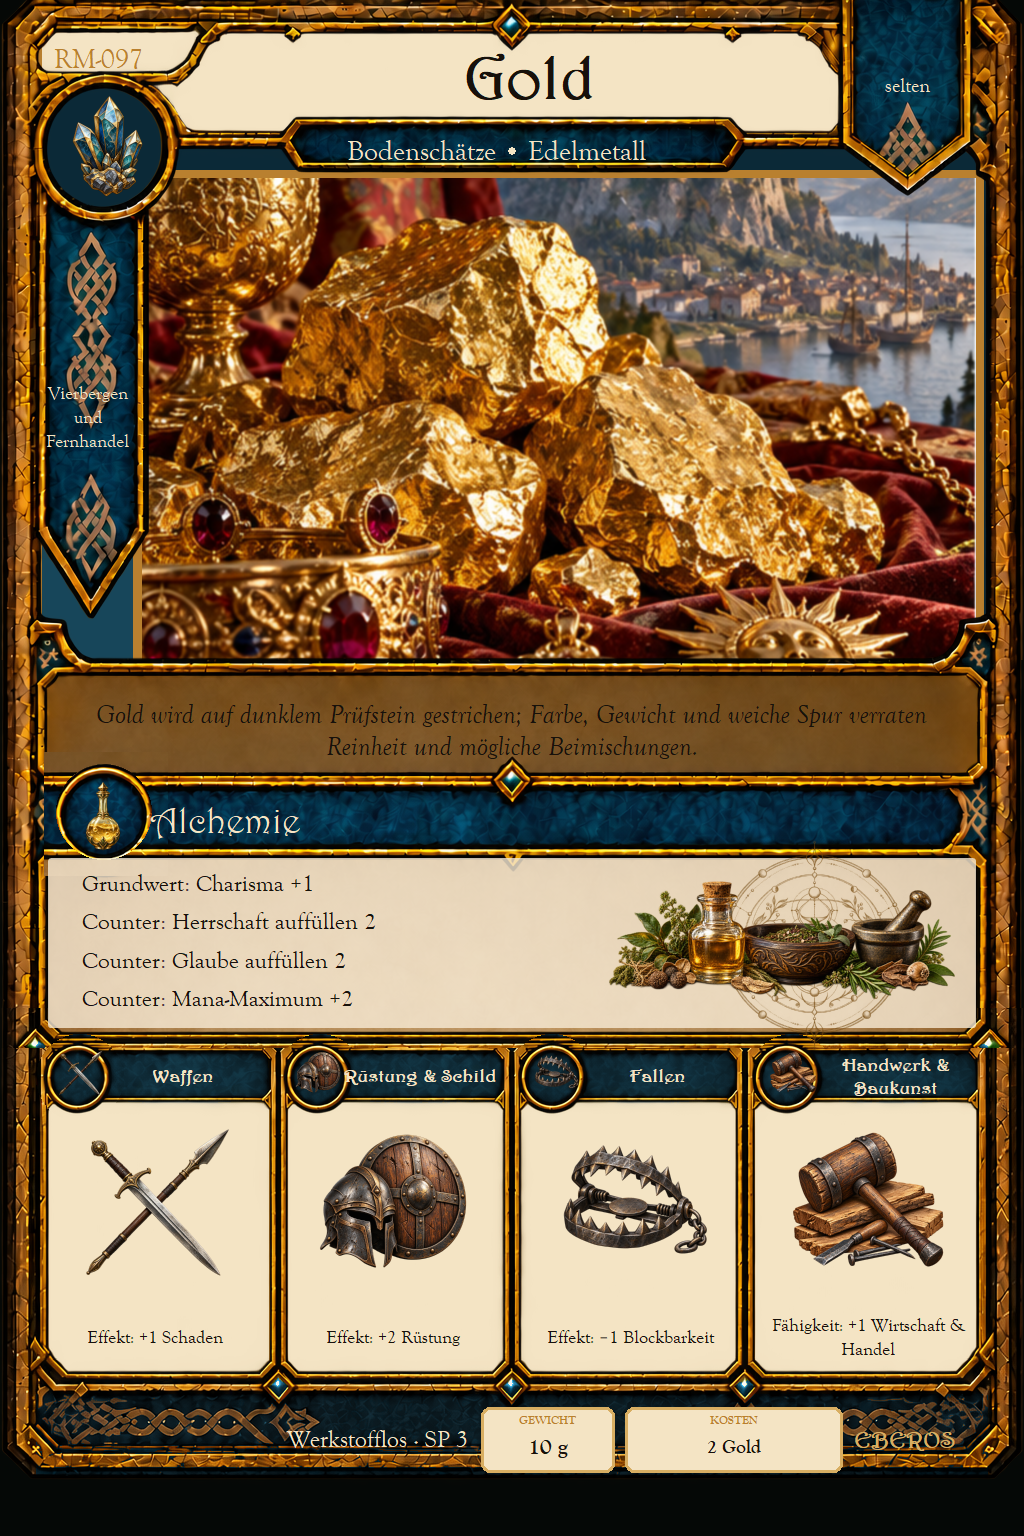 RM-097
Gold
selten
Bodenschätze • Edelmetall
Vierbergen
und
Fernhandel
Gold wird auf dunklem Prüfstein gestrichen; Farbe, Gewicht und weiche Spur verraten
Reinheit und mögliche Beimischungen.
Alchemie
Grundwert: Charisma +1
Counter: Herrschaft auffüllen 2
Counter: Glaube auffüllen 2
Counter: Mana-Maximum +2
Waffen
Rüstung & Schild
Fallen
Handwerk &
Baukunst
Effekt: +1 Schaden
Effekt: +2 Rüstung
Effekt: −1 Blockbarkeit
Fähigkeit: +1 Wirtschaft &
Handel
Werkstofflos · SP 3
GEWICHT
10 g
KOSTEN
2 Gold
EBEROS